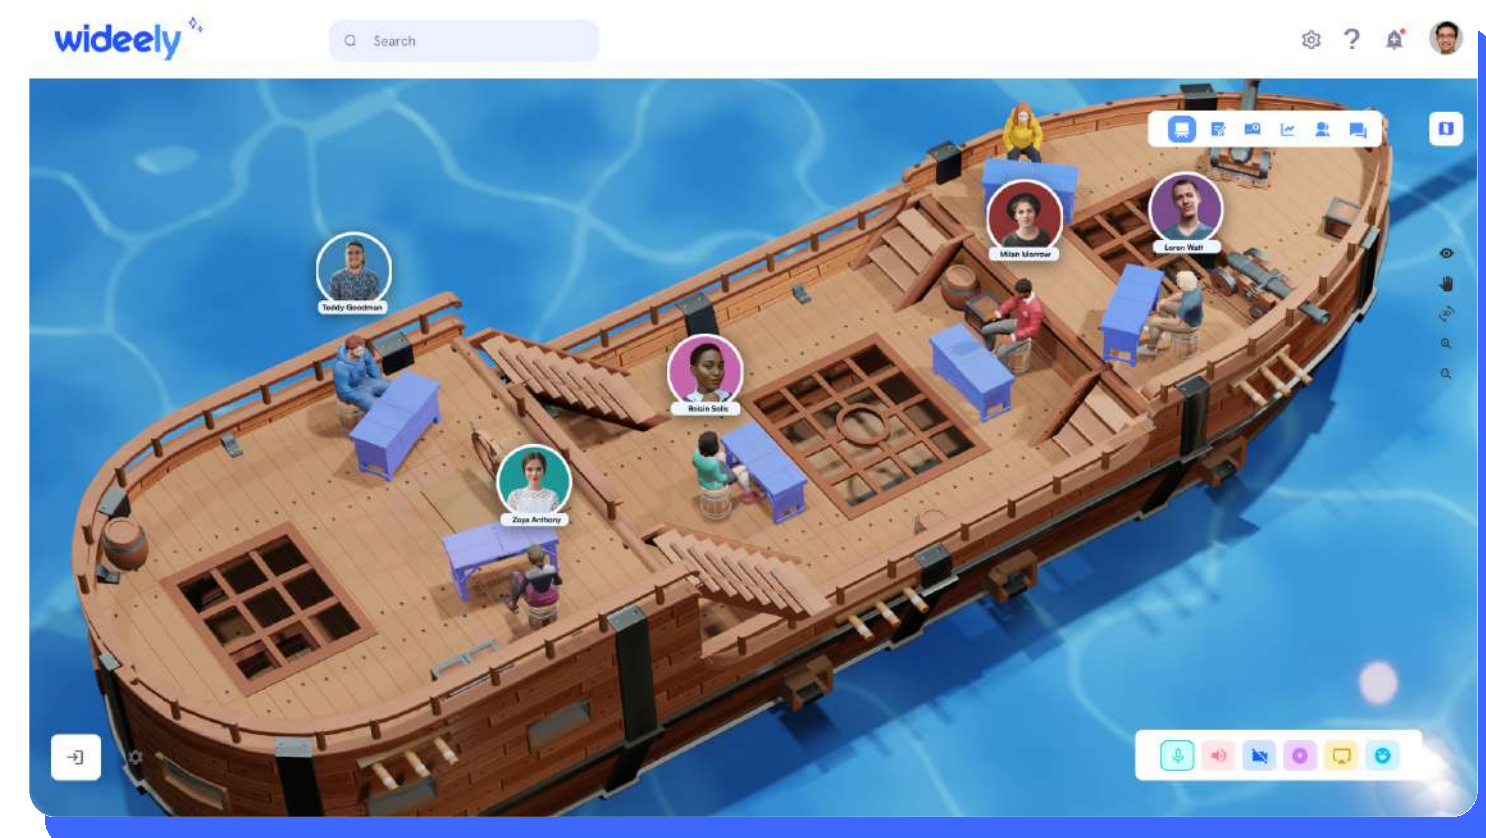 wideely
Search
Teddy Goodman
Milan Morrow
Loren Watt
Roisin Solis
Zoya Anthony